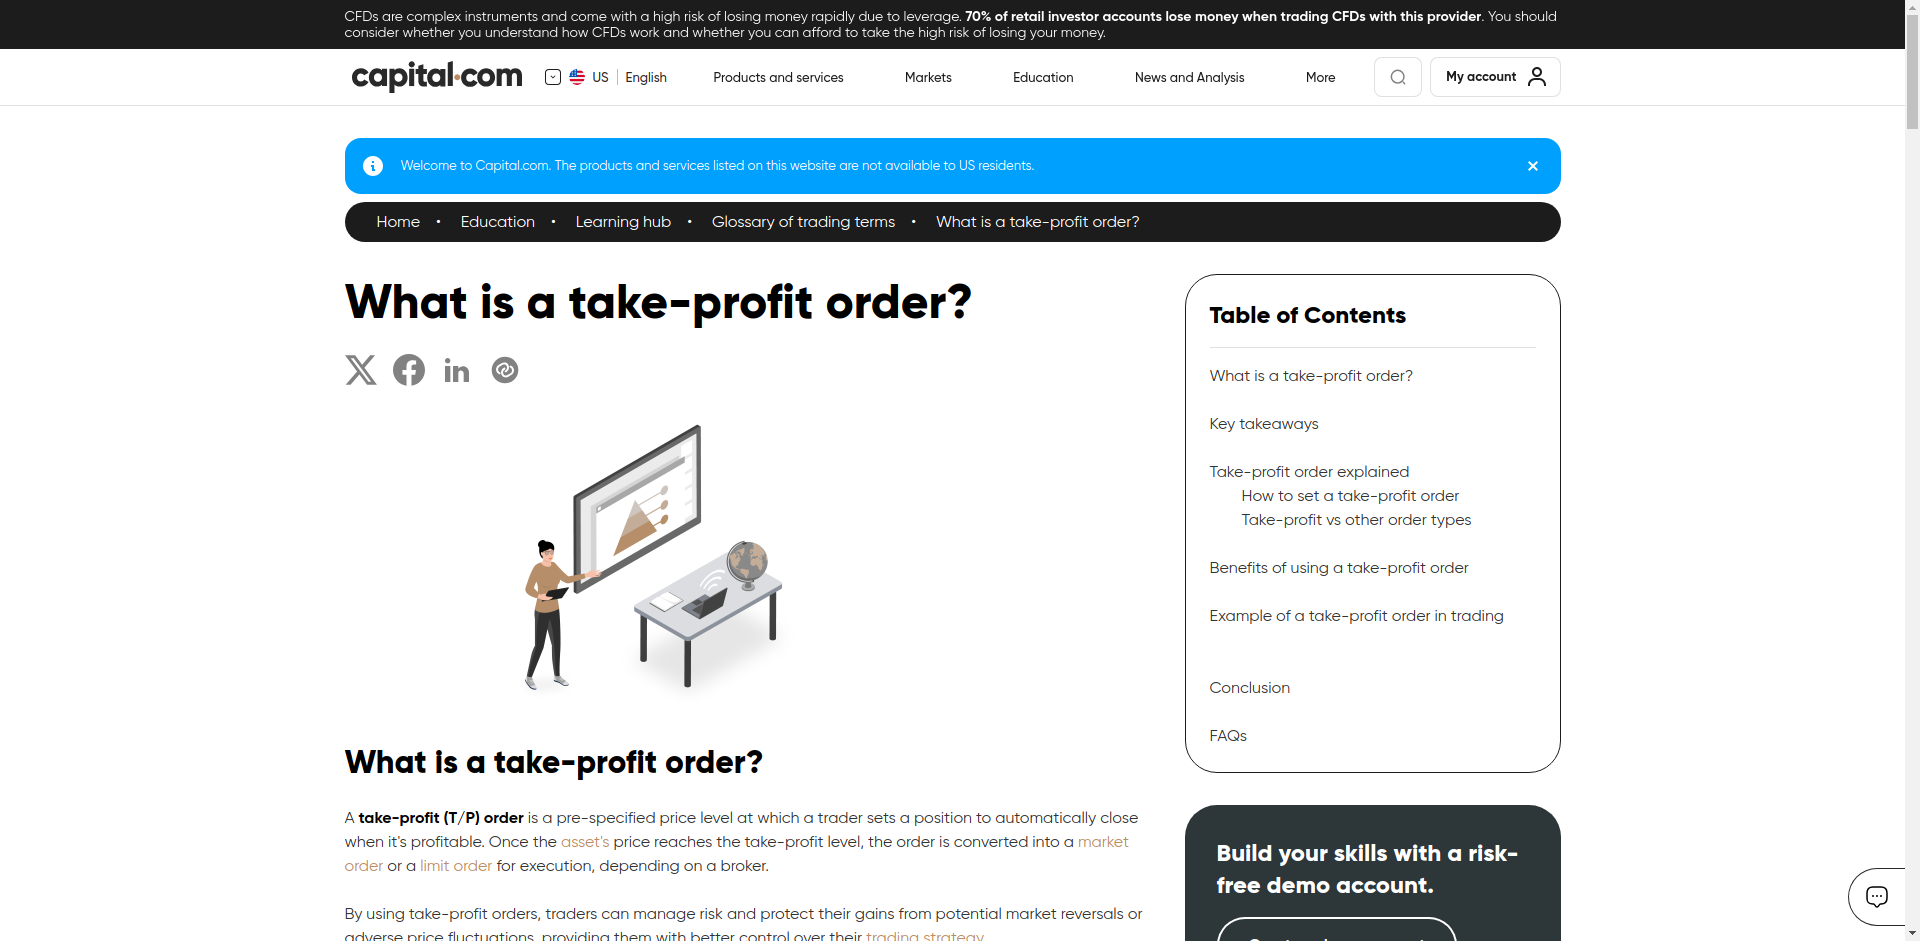 CFDs are complex instruments and come with a high risk of losing money rapidly due to leverage. 70% of retail investor accounts lose money when trading CFDs with this provider. You should
consider whether you understand how CFDs work and whether you can afford to take the high risk of losing your money.
capital.com
US
English
Products and services
Markets
Education
News and Analysis
More
My account
Welcome to Capital.com. The products and services listed on this website are not available to US residents.
Home • Education • Learning hub • Glossary of trading terms • What is a take-profit order?
What is a take-profit order?
What is a take-profit order?
A take-profit (T/P) order is a pre-specified price level at which a trader sets a position to automatically close
when it's profitable. Once the asset's price reaches the take-profit level, the order is converted into a market
order or a limit order for execution, depending on a broker.
By using take-profit orders, traders can manage risk and protect their gains from potential market reversals or
adverse price fluctuations, providing them with better control over their trading strategy.
Table of Contents
What is a take-profit order?
Key takeaways
Take-profit order explained
How to set a take-profit order
Take-profit vs other order types
Benefits of using a take-profit order
Example of a take-profit order in trading
Conclusion
FAQs
Build your skills with a risk-
free demo account.